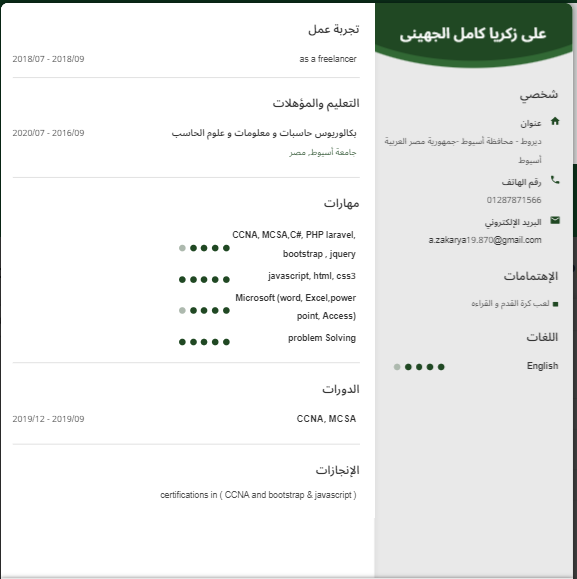 على زكريا كامل الجهينى
شخصي
عنوان
ديروط - محافظة أسيوط -جمهورية مصر العربية
أسيوط
رقم الهاتف
01287871566
البريد الإلكتروني
a.zakarya19.870@gmail.com
الإهتمامات
لعب كرة القدم و القراءه
اللغات
English
تجربة عمل
as a freelancer
2018/07 - 2018/09
التعليم والمؤهلات
بكالوريوس حاسبات و معلومات و علوم الحاسب
2020/07 - 2016/09
جامعة أسيوط, مصر
مهارات
CCNA, MCSA,C#, PHP laravel,
bootstrap , jquery
javascript, html, css3
Microsoft (word, Excel,power
point, Access)
problem Solving
الدورات
CCNA, MCSA
2019/12 - 2019/09
الإنجازات
certifications in ( CCNA and bootstrap & javascript )